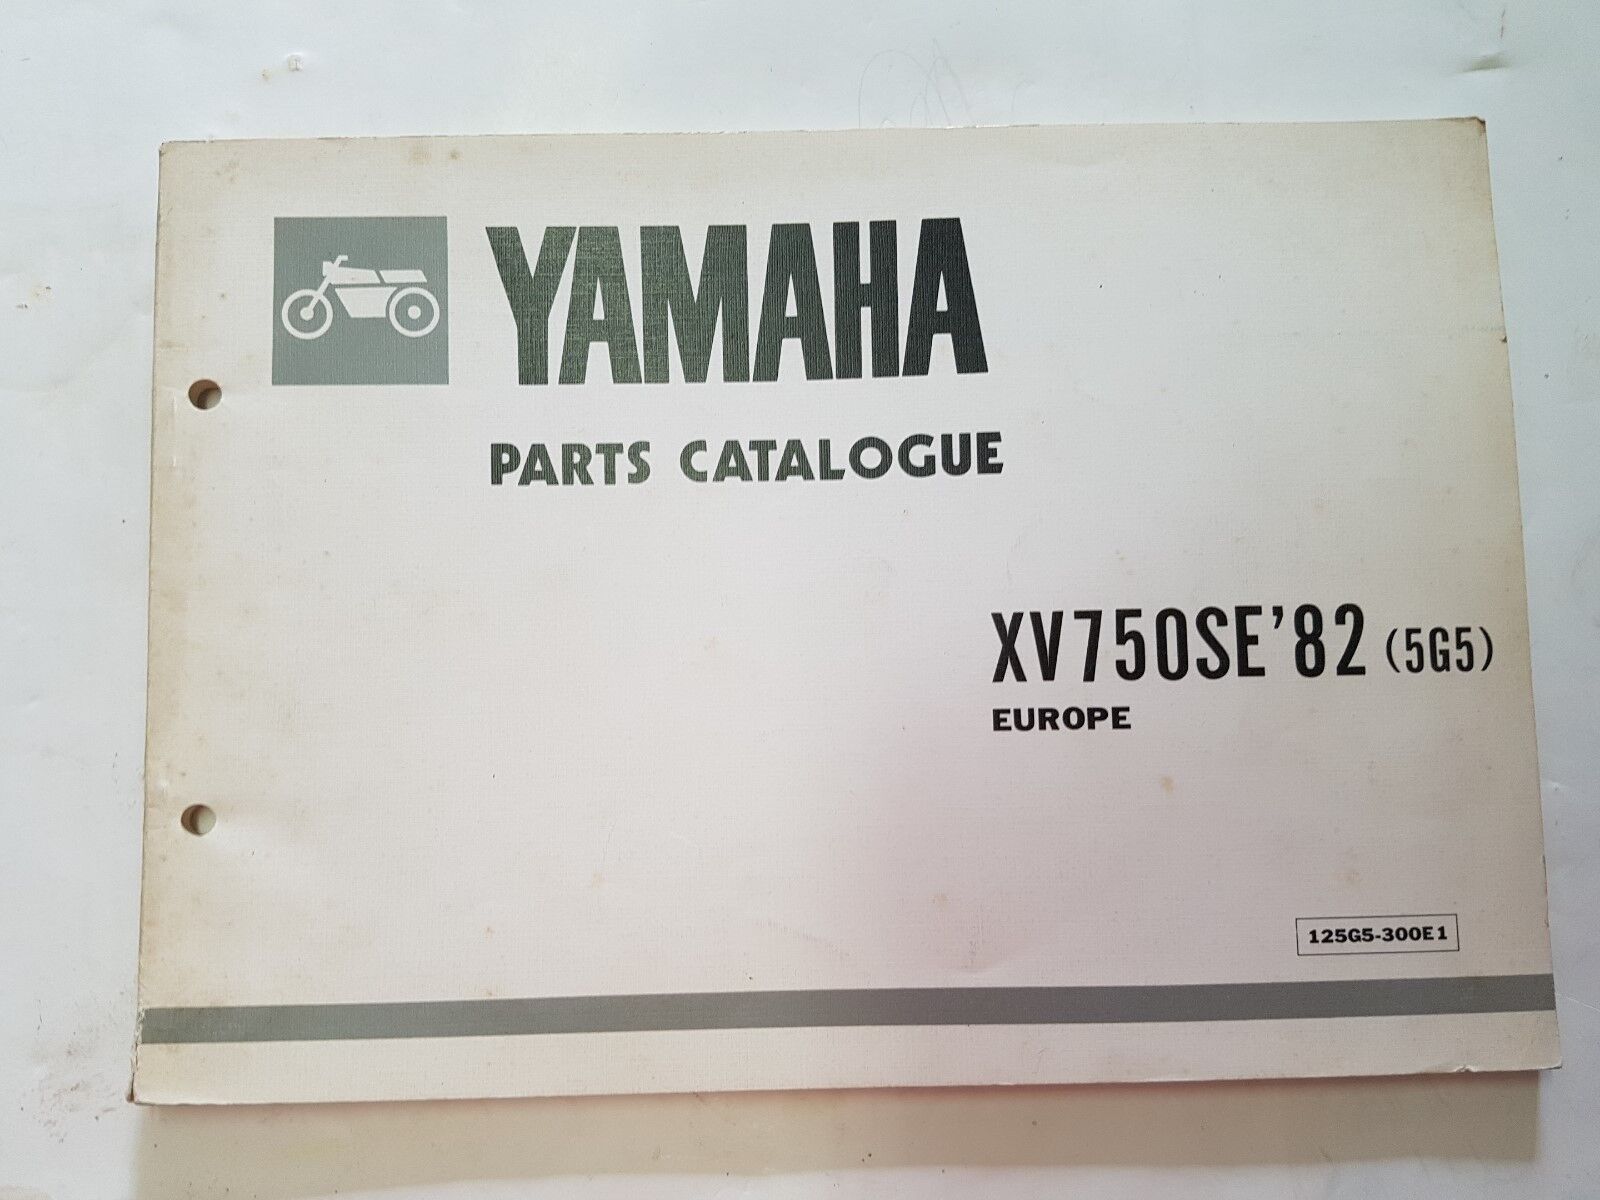 YAMAHA
PARTS CATALOGUE
XV750SE'82 (5G5)
EUROPE
125G5-300E1